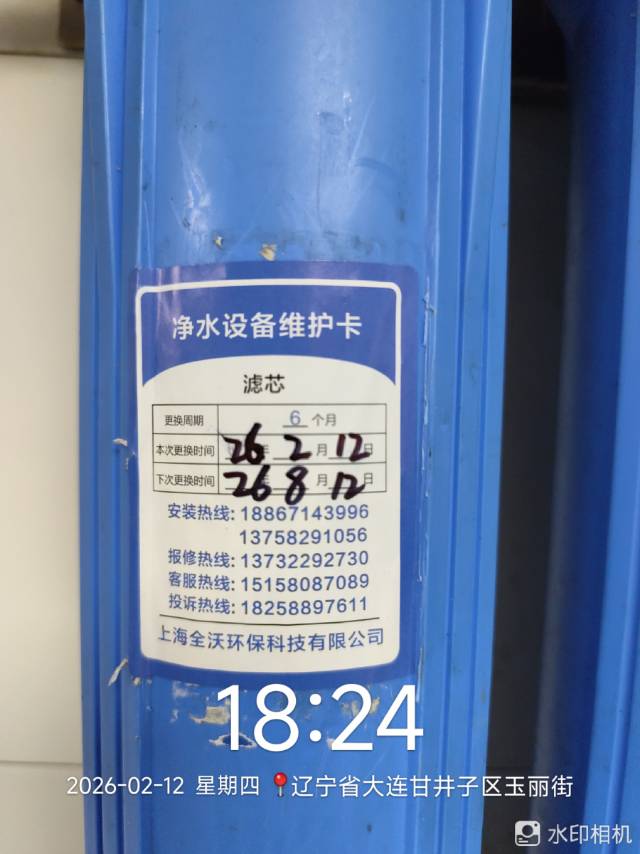 净水设备维护卡
滤芯
更换周期 6 个月
本次更换时间 26 年 2 月 12 日
下次更换时间 26 年 8 月 12 日
安装热线: 18867143996
13758291056
报修热线: 13732292730
客服热线: 15158087089
投诉热线: 18258897611
上海全沃环保科技有限公司
18:24
2026-02-12 星期四 辽宁省大连甘井子区玉丽街
水印相机